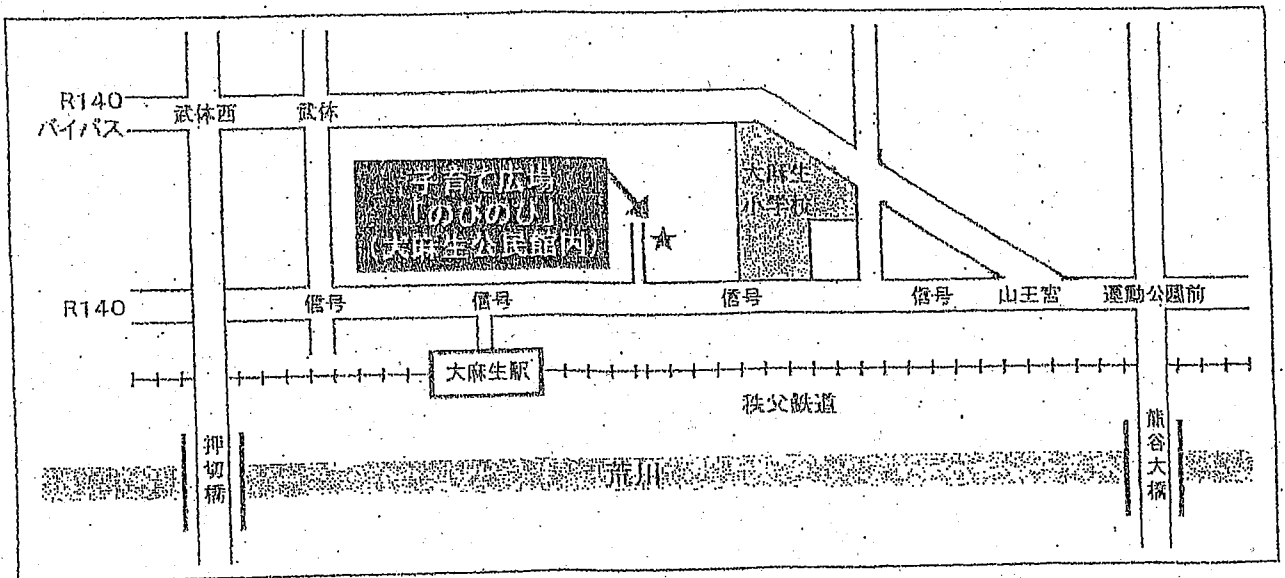 R140
バイパス
武体西
武体
子育て広場
「のびのび」
(大麻生公民館内)
大麻生
小学校
R140
信号
信号
信号
信号
山王宮
運動公園前
大麻生駅
秩父鉄道
押切橋
荒川
熊谷大橋